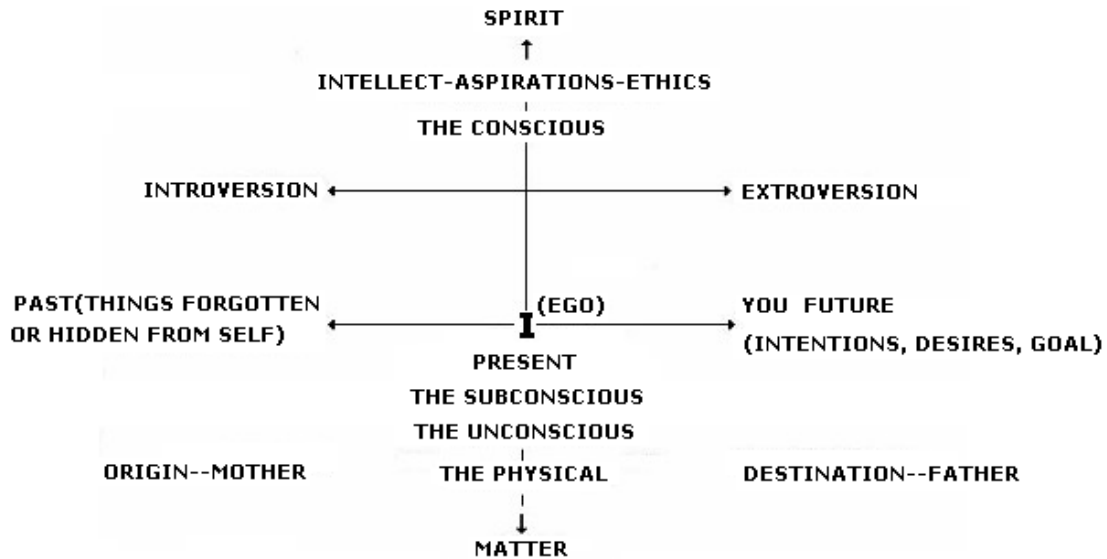 SPIRIT
INTELLECT-ASPIRATIONS-ETHICS
THE CONSCIOUS
INTROVERSION
EXTROVERSION
PAST(THINGS FORGOTTEN
OR HIDDEN FROM SELF)
(EGO)
I
YOU FUTURE
(INTENTIONS, DESIRES, GOAL)
PRESENT
THE SUBCONSCIOUS
THE UNCONSCIOUS
ORIGIN--MOTHER
THE PHYSICAL
DESTINATION--FATHER
MATTER